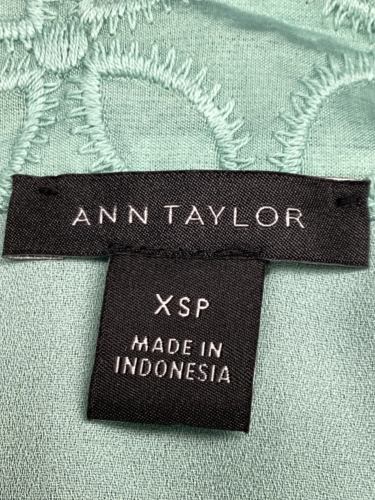 ANN TAYLOR
XSP
MADE IN
INDONESIA